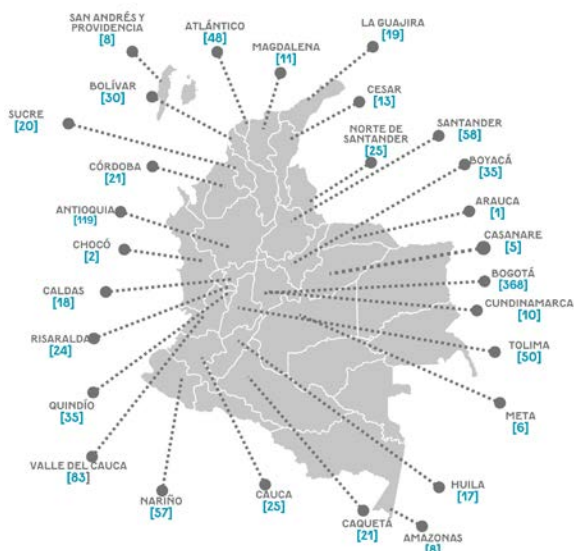 SAN ANDRÉS Y
PROVIDENCIA
[8]
ATLÁNTICO
[48]
LA GUAJIRA
[19]
MAGDALENA
[11]
BOLÍVAR
[30]
CESAR
[13]
SUCRE
[20]
NORTE DE
SANTANDER
[25]
SANTANDER
[58]
CÓRDOBA
[21]
BOYACÁ
[35]
ANTIOQUIA
[119]
ARAUCA
[1]
CHOCÓ
[2]
CASANARE
[5]
BOGOTÁ
[368]
CALDAS
[18]
CUNDINAMARCA
[10]
RISARALDA
[24]
TOLIMA
[50]
QUINDÍO
[35]
META
[6]
VALLE DEL CAUCA
[83]
NARIÑO
[57]
CAUCA
[25]
HUILA
[17]
CAQUETÁ
[21]
AMAZONAS
[8]